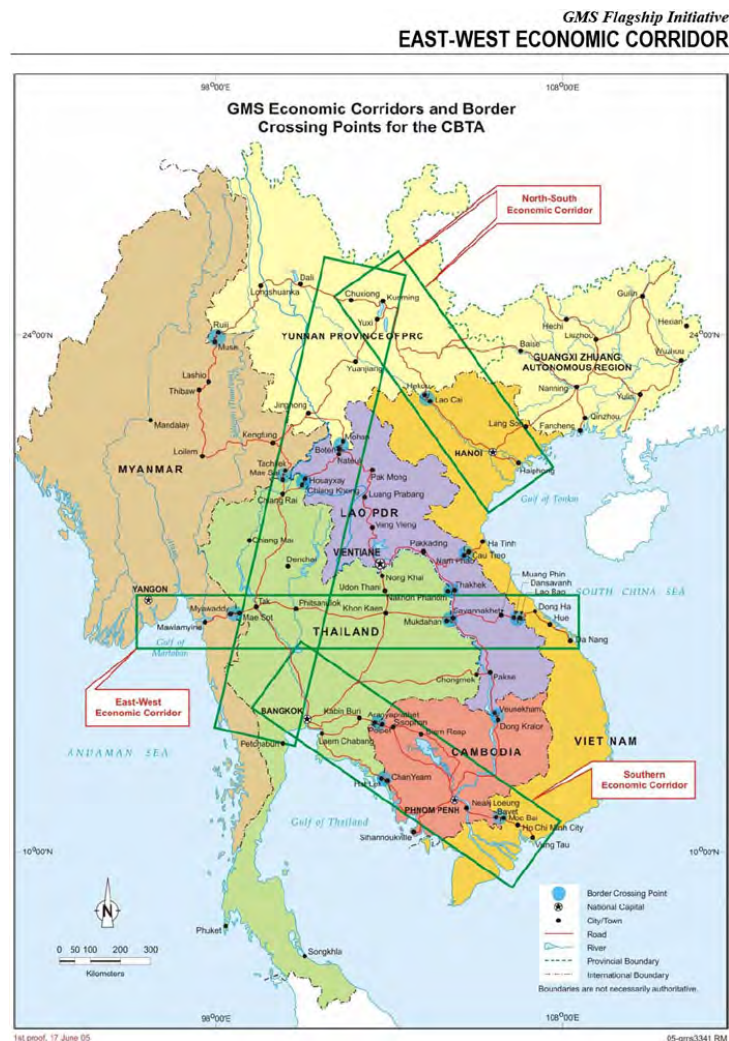 GMS Flagship Initiative
EAST-WEST ECONOMIC CORRIDOR
98°00'E
108°00'E
GMS Economic Corridors and Border
Crossing Points for the CBTA
North-South
Economic Corridor
Dali
Longshuanka
Chuxiong
Kunming
Guilin
Yuxi
Hechi
Hexian
Liszhou
24°00'N
Ruili
YUNNAN PROVINCE OF PRC
24°00'N
Muse
Baise
GUANGXI ZHUANG
AUTONOMOUS REGION
Wuzhou
Yuanjiang
Lashio
Thibaw
Hekou
Lao Cai
Nanning
Yulin
Jinghong
Mandalay
Lang Son
Qinzhou
Fancheng
Kengtung
Mohan
Loilem
Boten
HANOI
Nateuy
MYANMAR
Tachilek
Mae Sai
Haiphong
Hosayxay
Pak Mong
Chiang Khong
Gulf of Tonkin
Chiang Rai
Luang Prabang
LAO PDR
Vang Vieng
Chiang Mai
Pakkading
Ha Tinh
VIENTIANE
Nam Phao
Cau Treo
Denchai
Nong Khai
Muang Phin
Dansavanh
Udon Thani
Thakhek
Lao Bao
SOUTH CHINA SEA
YANGON
Nakhon Phanom
Tak
Phitsanulok
Savannakhet
Dong Ha
Myawaddy
Khon Kaen
Mae Sot
Hue
Mawlamyine
Mukdahan
THAILAND
Da Nang
Gulf of
Martaban
Chongmek
Pakse
East-West
Economic Corridor
Kabin Buri
Veunekham
BANGKOK
Aranyaprathet
Sisophon
Dong Kralor
Poipet
Siem Reap
VIET NAM
Laem Chabang
ANDAMAN SEA
Petchaburi
CAMBODIA
Southern
Economic Corridor
ChanYeam
Hat Lek
Neak Loeung
PHNOM PENH
Bavet
Moc Bai
Gulf of Thailand
Ho Chi Minh City
Sihannoukville
Vung Tau
10°00'N
10°00'N
N
Border Crossing Point
National Capital
City/Town
Phuket
Road
0 50 100 200 300
River
Songkhla
Provincial Boundary
Kilometers
International Boundary
Boundaries are not necessarily authoritative.
98°00'E
108°00'E
1st proof, 17 June 05
05-gms3341 RM